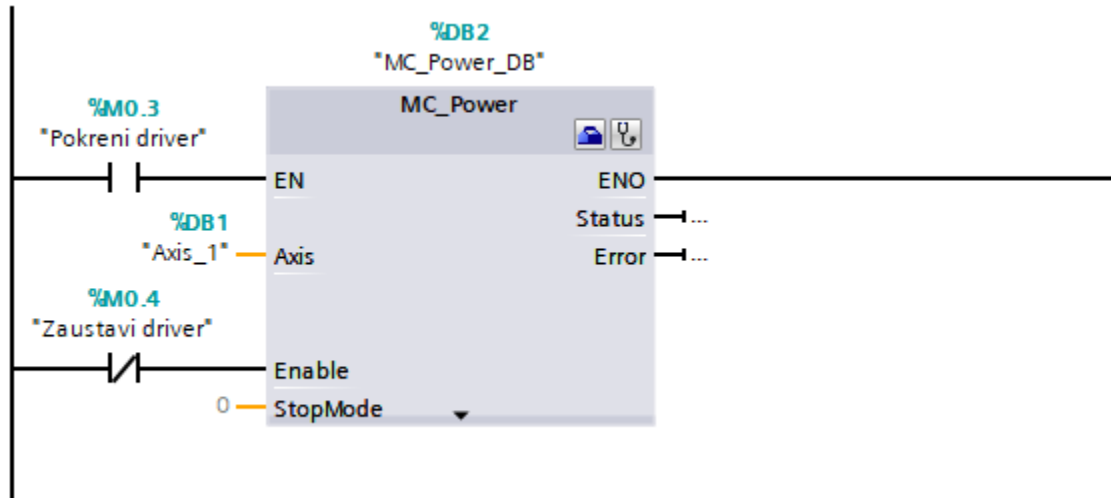 %DB2
"MC_Power_DB"
MC_Power
%M0.3
"Pokreni driver"
EN
ENO
Status
...
%DB1
"Axis_1"
Axis
Error
...
%M0.4
"Zaustavi driver"
Enable
0
StopMode